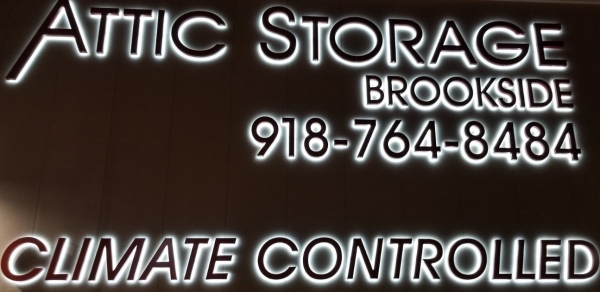 ATTIC STORAGE
BROOKSIDE
918-764-8484
CLIMATE CONTROLLED